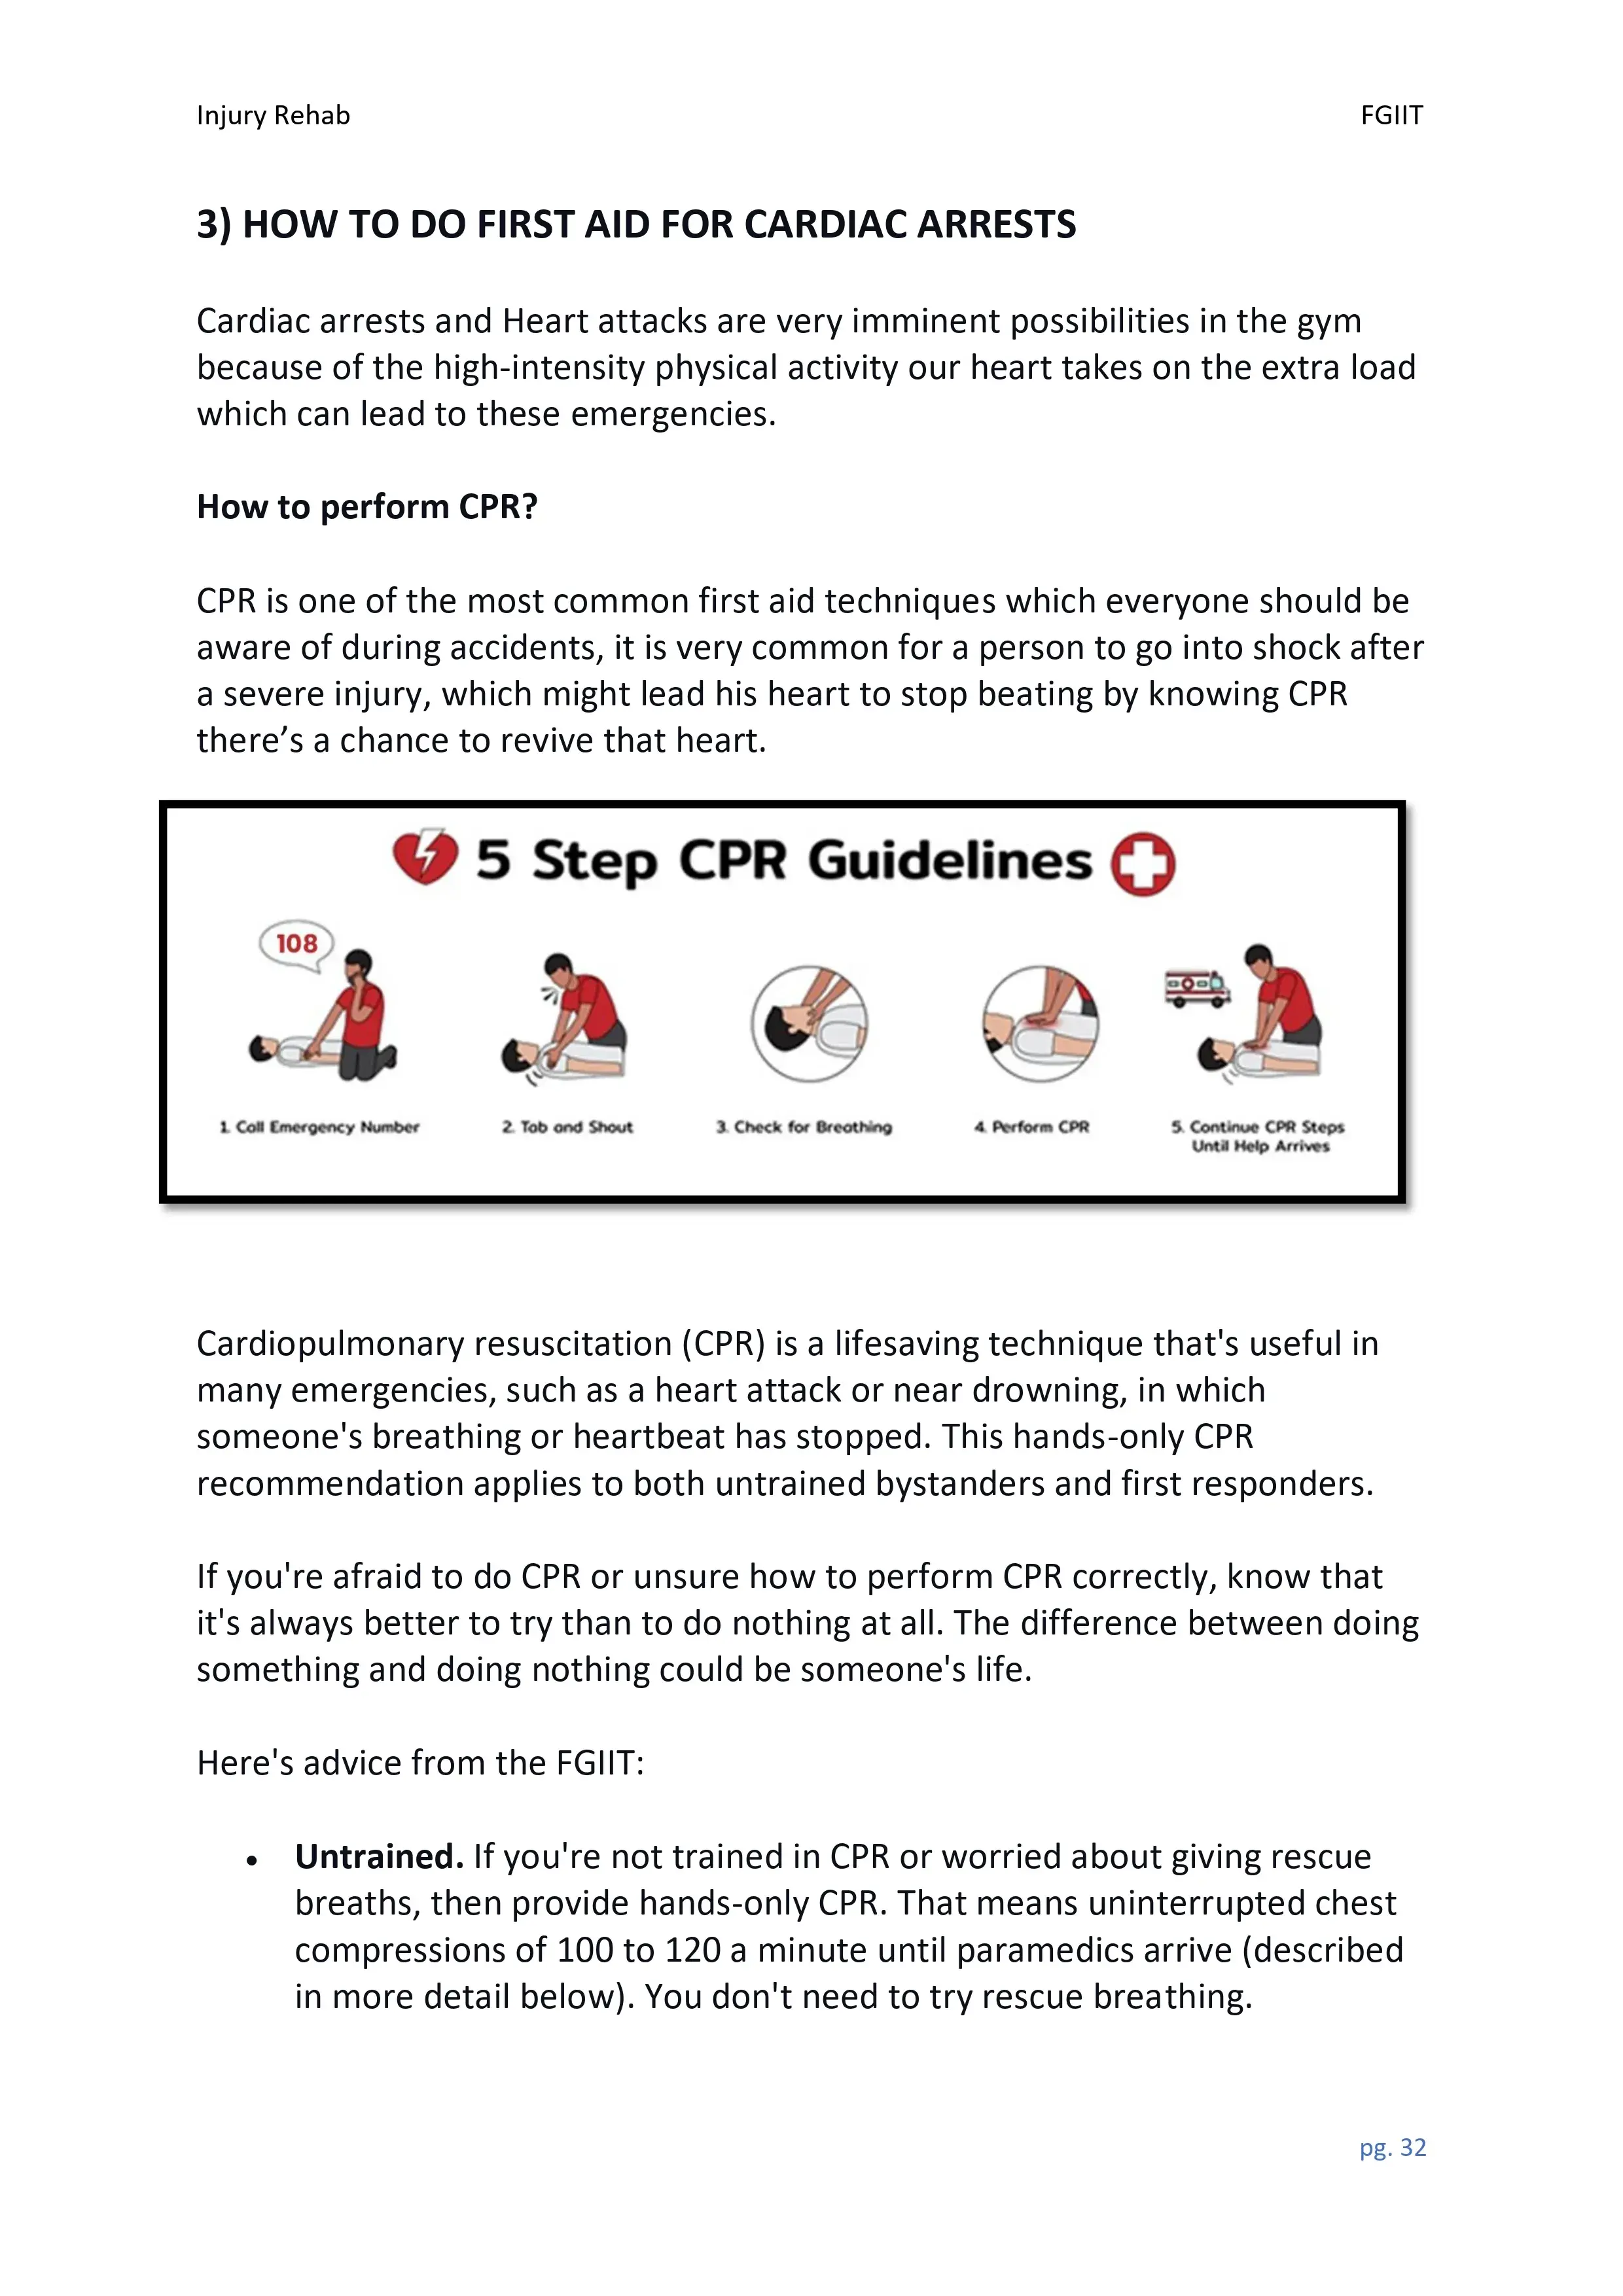 Injury Rehab FGIIT
3) HOW TO DO FIRST AID FOR CARDIAC ARRESTS
Cardiac arrests and Heart attacks are very imminent possibilities in the gym
because of the high-intensity physical activity our heart takes on the extra load
which can lead to these emergencies.
How to perform CPR?
CPR is one of the most common first aid techniques which everyone should be
aware of during accidents, it is very common for a person to go into shock after
a severe injury, which might lead his heart to stop beating by knowing CPR
there’s a chance to revive that heart.
5 Step CPR Guidelines
108
1. Call Emergency Number
2. Tab and Shout
3. Check for Breathing
4. Perform CPR
5. Continue CPR Steps
Until Help Arrives
Cardiopulmonary resuscitation (CPR) is a lifesaving technique that's useful in
many emergencies, such as a heart attack or near drowning, in which
someone's breathing or heartbeat has stopped. This hands-only CPR
recommendation applies to both untrained bystanders and first responders.
If you're afraid to do CPR or unsure how to perform CPR correctly, know that
it's always better to try than to do nothing at all. The difference between doing
something and doing nothing could be someone's life.
Here's advice from the FGIIT:
• Untrained. If you're not trained in CPR or worried about giving rescue
breaths, then provide hands-only CPR. That means uninterrupted chest
compressions of 100 to 120 a minute until paramedics arrive (described
in more detail below). You don't need to try rescue breathing.
pg. 32